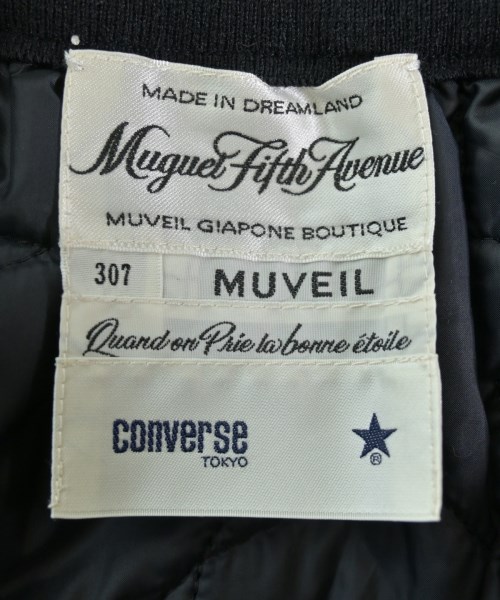 MADE IN DREAMLAND
Muguet Fifth Avenue
MUVEIL GIAPONE BOUTIQUE
307 MUVEIL
Quand on Prie la bonne étoile
converse
TOKYO
®